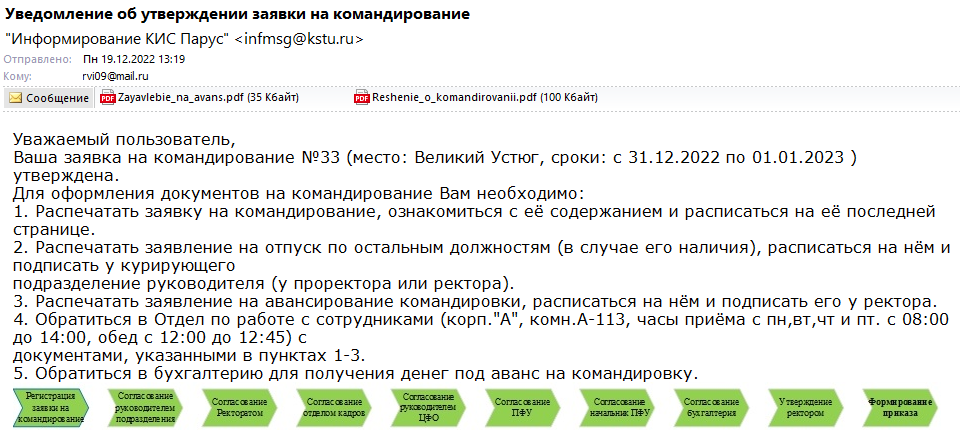 Уведомление об утверждении заявки на командирование
"Информирование КИС Парус" <infmsg@kstu.ru>
Отправлено: Пн 19.12.2022 13:19
Кому: rvi09@mail.ru
Сообщение Zayavlebie_na_avans.pdf (35 Кбайт) Reshenie_o_komandirovanii.pdf (100 Кбайт)
Уважаемый пользователь,
Ваша заявка на командирование №33 (место: Великий Устюг, сроки: с 31.12.2022 по 01.01.2023 )
утверждена.
Для оформления документов на командирование Вам необходимо:
1. Распечатать заявку на командирование, ознакомиться с её содержанием и расписаться на её последней
странице.
2. Распечатать заявление на отпуск по остальным должностям (в случае его наличия), расписаться на нём и
подписать у курирующего
подразделение руководителя (у проректора или ректора).
3. Распечатать заявление на авансирование командировки, расписаться на нём и подписать его у ректора.
4. Обратиться в Отдел по работе с сотрудниками (корп."А", комн.А-113, часы приёма с пн,вт,чт и пт. с 08:00
до 14:00, обед с 12:00 до 12:45) с
документами, указанными в пунктах 1-3.
5. Обратиться в бухгалтерию для получения денег под аванс на командировку.
Регистрация
заявки на
командирование
Согласование
руководителем
подразделения
Согласование
Ректоратом
Согласование
отделом кадров
Согласование
руководителем
ЦФО
Согласование
ПФУ
Согласование
начальник ПФУ
Согласование
бухгалтерия
Утверждение
ректором
Формирование
приказа